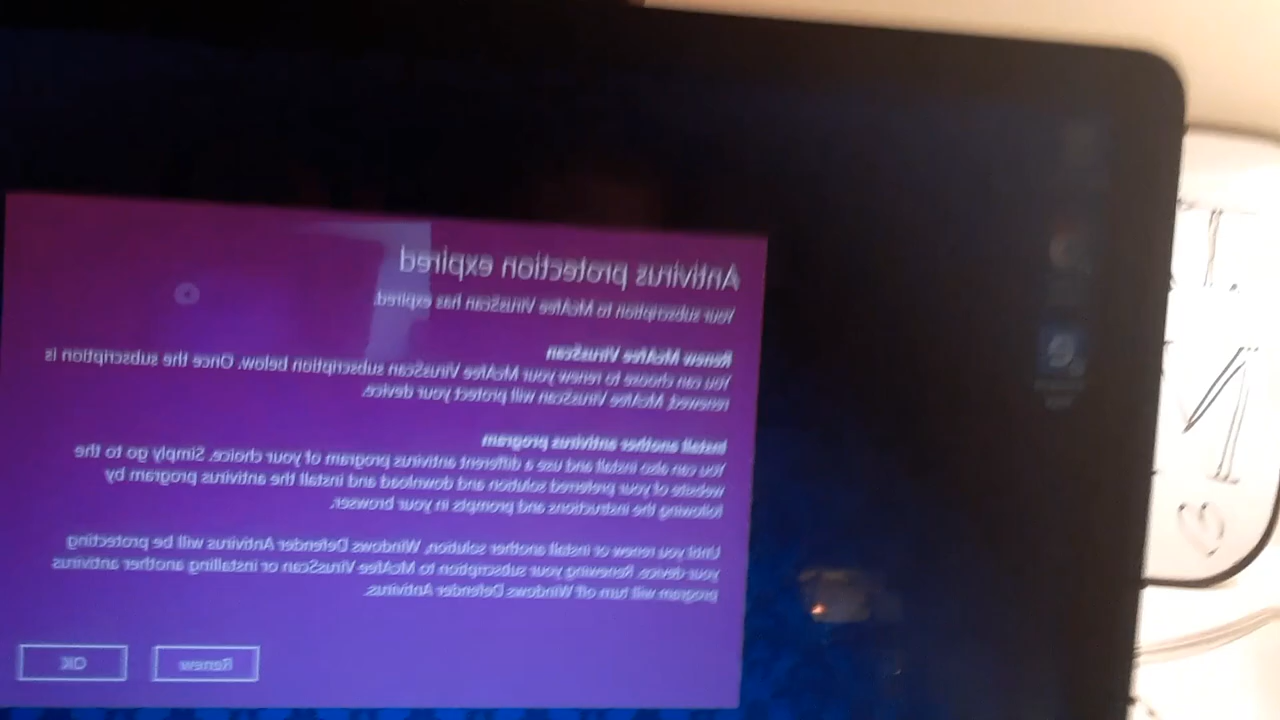 Antivirus protection expired
Your subscription to McAfee VirusScan has expired.
Renew McAfee VirusScan
You can choose to renew your McAfee VirusScan subscription below. Once the subscription is
renewed, McAfee VirusScan will protect your device.
Install another antivirus program
You can also install and use a different antivirus program of your choice. Simply go to the
website of your preferred solution and download and install the antivirus program by
following the instructions and prompts in your browser.
Until you renew or install another solution, Windows Defender Antivirus will be protecting
your device. Renewing your subscription to McAfee VirusScan or installing another antivirus
program will turn off Windows Defender Antivirus.
Renew
OK